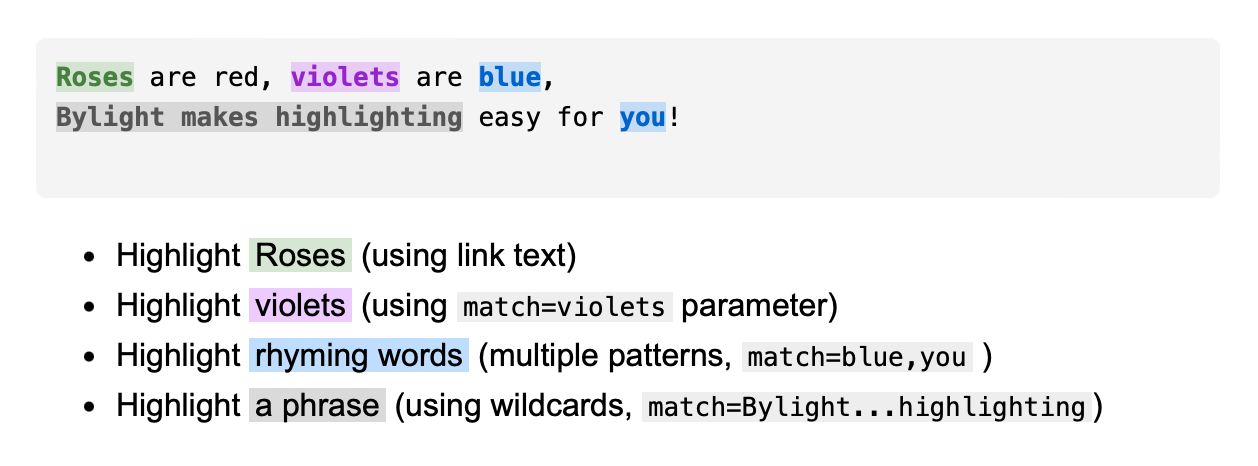 Roses are red, violets are blue,
Bylight makes highlighting easy for you!
• Highlight Roses (using link text)
• Highlight violets (using match=violets parameter)
• Highlight rhyming words (multiple patterns, match=blue,you )
• Highlight a phrase (using wildcards, match=Bylight...highlighting)